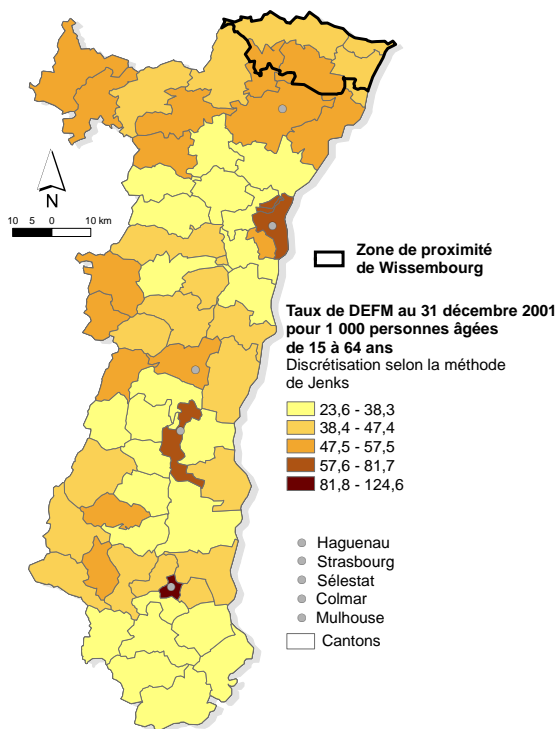 N
10 5 0 10 km
Zone de proximité
de Wissembourg
Taux de DEFM au 31 décembre 2001
pour 1 000 personnes âgées
de 15 à 64 ans
Discrétisation selon la méthode
de Jenks
23,6 - 38,3
38,4 - 47,4
47,5 - 57,5
57,6 - 81,7
81,8 - 124,6
Haguenau
Strasbourg
Sélestat
Colmar
Mulhouse
Cantons